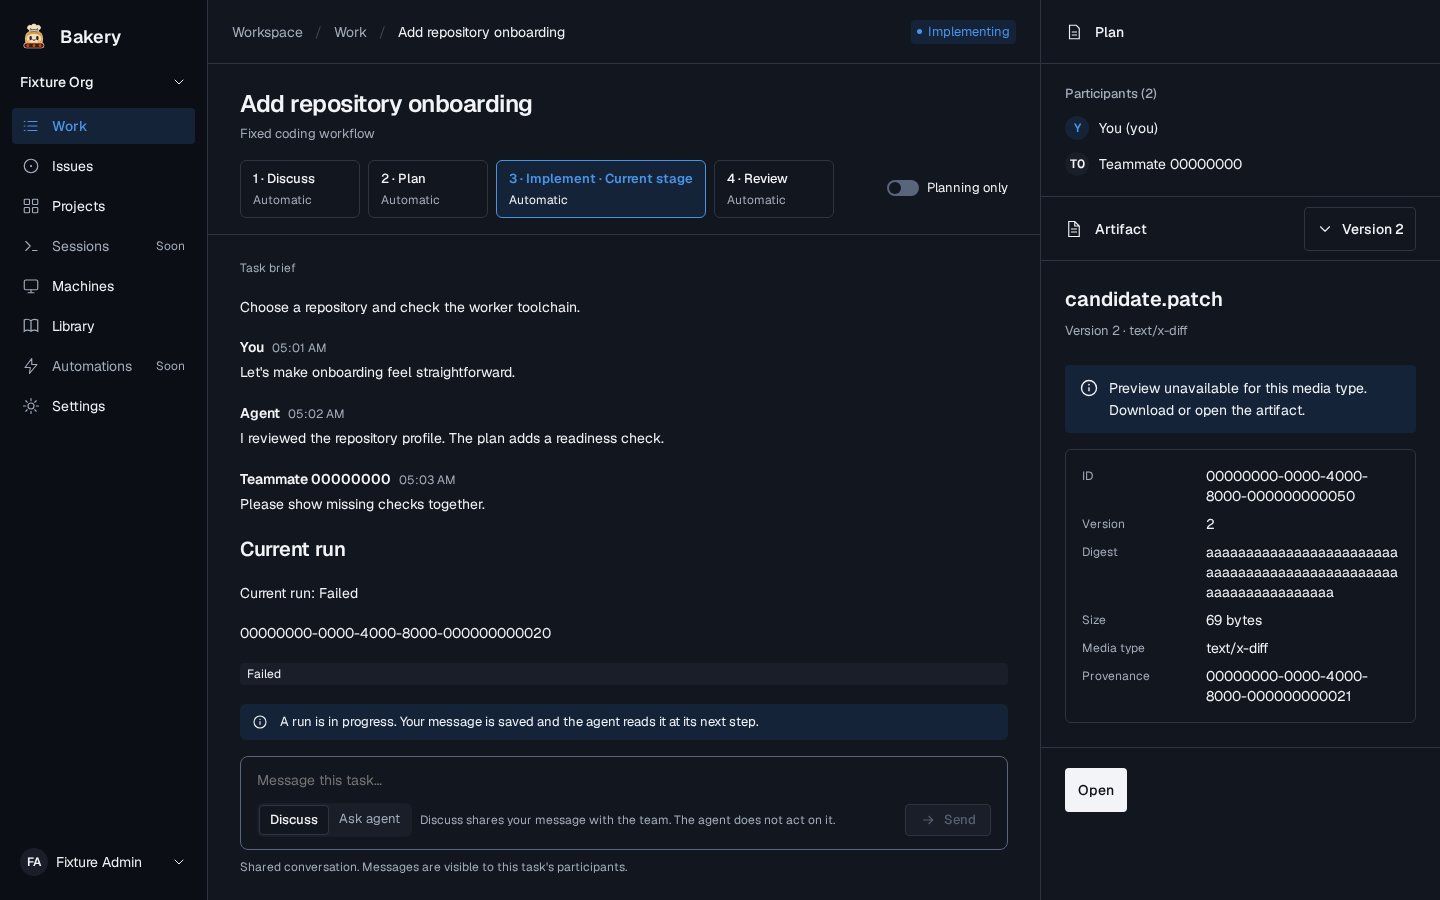 Bakery
Fixture Org
Work
Issues
Projects
Sessions Soon
Machines
Library
Automations Soon
Settings
FA Fixture Admin
Workspace / Work / Add repository onboarding
Implementing
Add repository onboarding
Fixed coding workflow
1 · Discuss
Automatic
2 · Plan
Automatic
3 · Implement · Current stage
Automatic
4 · Review
Automatic
Planning only
Task brief
Choose a repository and check the worker toolchain.
You 05:01 AM
Let's make onboarding feel straightforward.
Agent 05:02 AM
I reviewed the repository profile. The plan adds a readiness check.
Teammate 00000000 05:03 AM
Please show missing checks together.
Current run
Current run: Failed
00000000-0000-4000-8000-000000000020
Failed
A run is in progress. Your message is saved and the agent reads it at its next step.
Message this task...
Discuss Ask agent Discuss shares your message with the team. The agent does not act on it. Send
Shared conversation. Messages are visible to this task's participants.
Plan
Participants (2)
Y You (you)
T0 Teammate 00000000
Artifact Version 2
candidate.patch
Version 2 · text/x-diff
Preview unavailable for this media type.
Download or open the artifact.
ID 00000000-0000-4000-
8000-000000000050
Version 2
Digest aaaaaaaaaaaaaaaaaaaaaaaa
aaaaaaaaaaaaaaaaaaaaaaaa
aaaaaaaaaaaaaaaa
Size 69 bytes
Media type text/x-diff
Provenance 00000000-0000-4000-
8000-000000000021
Open